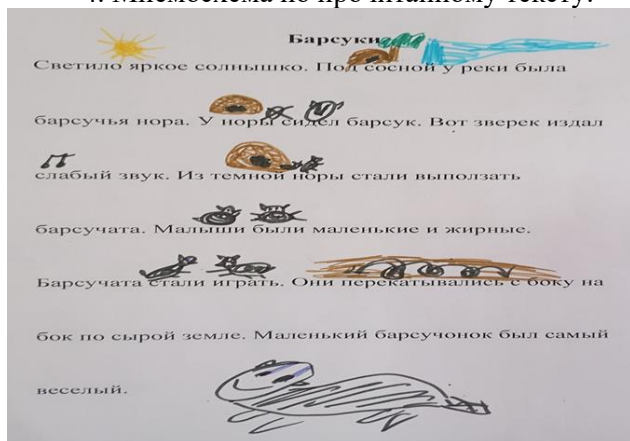 4. Мнемосхема по прочитанному тексту:
Барсуки
Светило яркое солнышко. Под сосной у реки была
барсучья нора. У норы сидел барсук. Вот зверек издал
слабый звук. Из темной норы стали выползать
барсучата. Малыши были маленькие и жирные.
Барсучата стали играть. Они перекатывались с боку на
бок по сырой земле. Маленький барсучонок был самый
веселый.